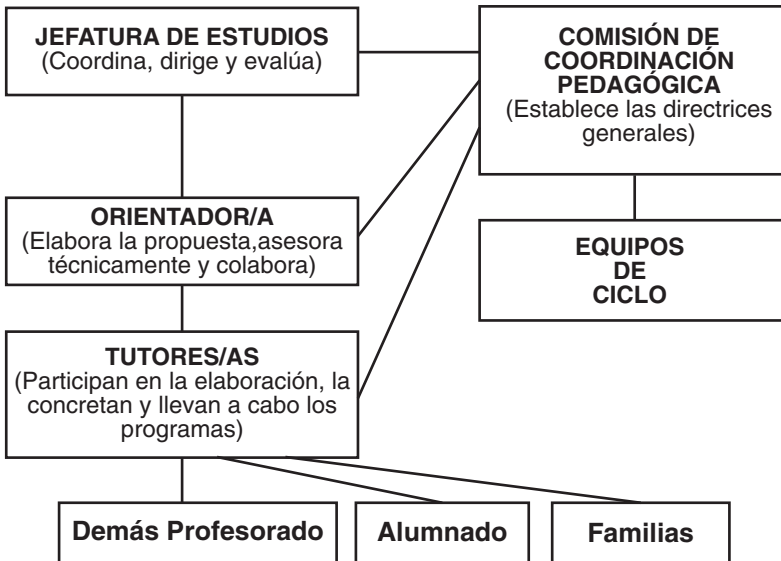 JEFATURA DE ESTUDIOS
(Coordina, dirige y evalúa)
COMISIÓN DE
COORDINACIÓN
PEDAGÓGICA
(Establece las directrices
generales)
ORIENTADOR/A
(Elabora la propuesta,asesora
técnicamente y colabora)
EQUIPOS
DE
CICLO
TUTORES/AS
(Participan en la elaboración, la
concretan y llevan a cabo los
programas)
Demás Profesorado
Alumnado
Familias